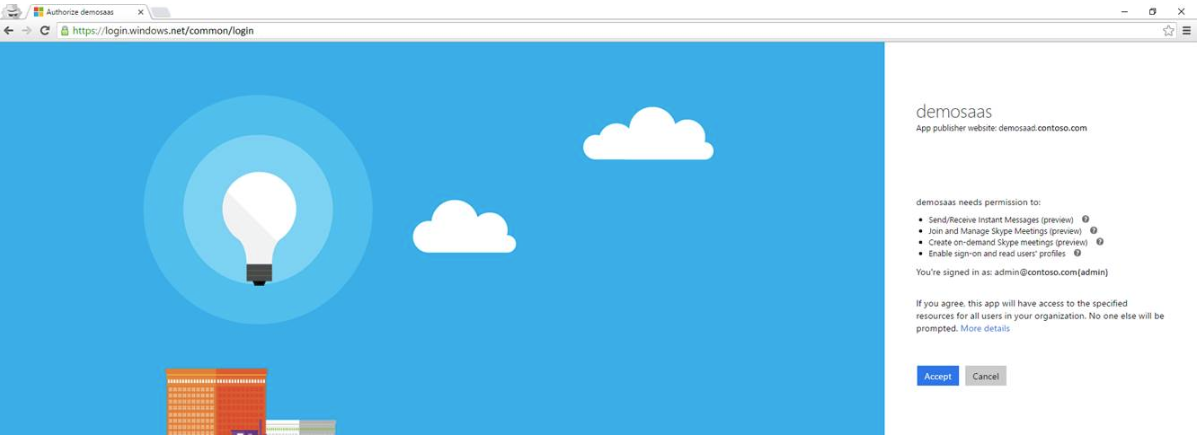 Authorize demosaas
https://login.windows.net/common/login
demosaas
App publisher website: demosaad.contoso.com
demosaas needs permission to:
Send/Receive Instant Messages (preview)
Join and Manage Skype Meetings (preview)
Create on-demand Skype meetings (preview)
Enable sign-on and read users' profiles
You're signed in as: admin@contoso.com(admin)
If you agree, this app will have access to the specified
resources for all users in your organization. No one else will be
prompted. More details
Accept Cancel